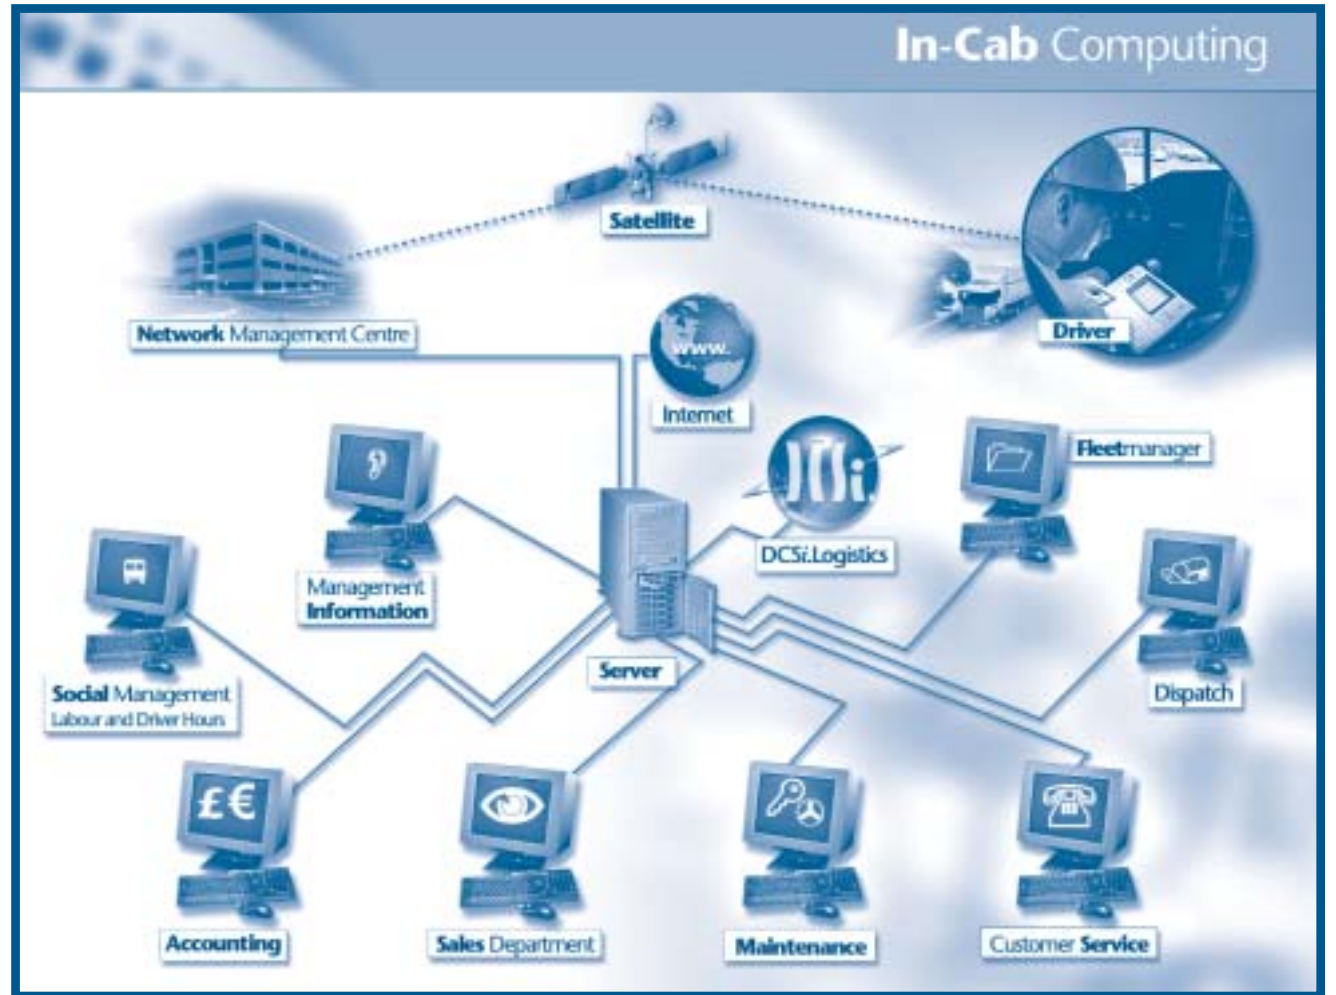 In-Cab Computing
Satellite
Network Management Centre
Driver
www.
Internet
Fleetmanager
DCSi.Logistics
Management
Information
Server
Social Management
Labour and Driver Hours
Dispatch
£€
Accounting
Sales Department
Maintenance
Customer Service